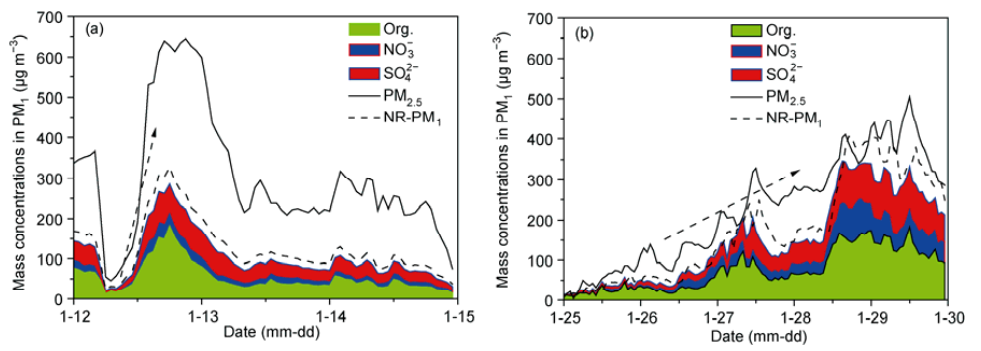 (a)
Org.
NO₃⁻
SO₄²⁻
PM₂.₅
NR-PM₁
Mass concentrations in PM₁ (μg m⁻³)
700
600
500
400
300
200
100
0
1-12
1-13
1-14
1-15
Date (mm-dd)
(b)
Org.
NO₃⁻
SO₄²⁻
PM₂.₅
NR-PM₁
Mass concentrations in PM₁ (μg m⁻³)
700
600
500
400
300
200
100
0
1-25
1-26
1-27
1-28
1-29
1-30
Date (mm-dd)